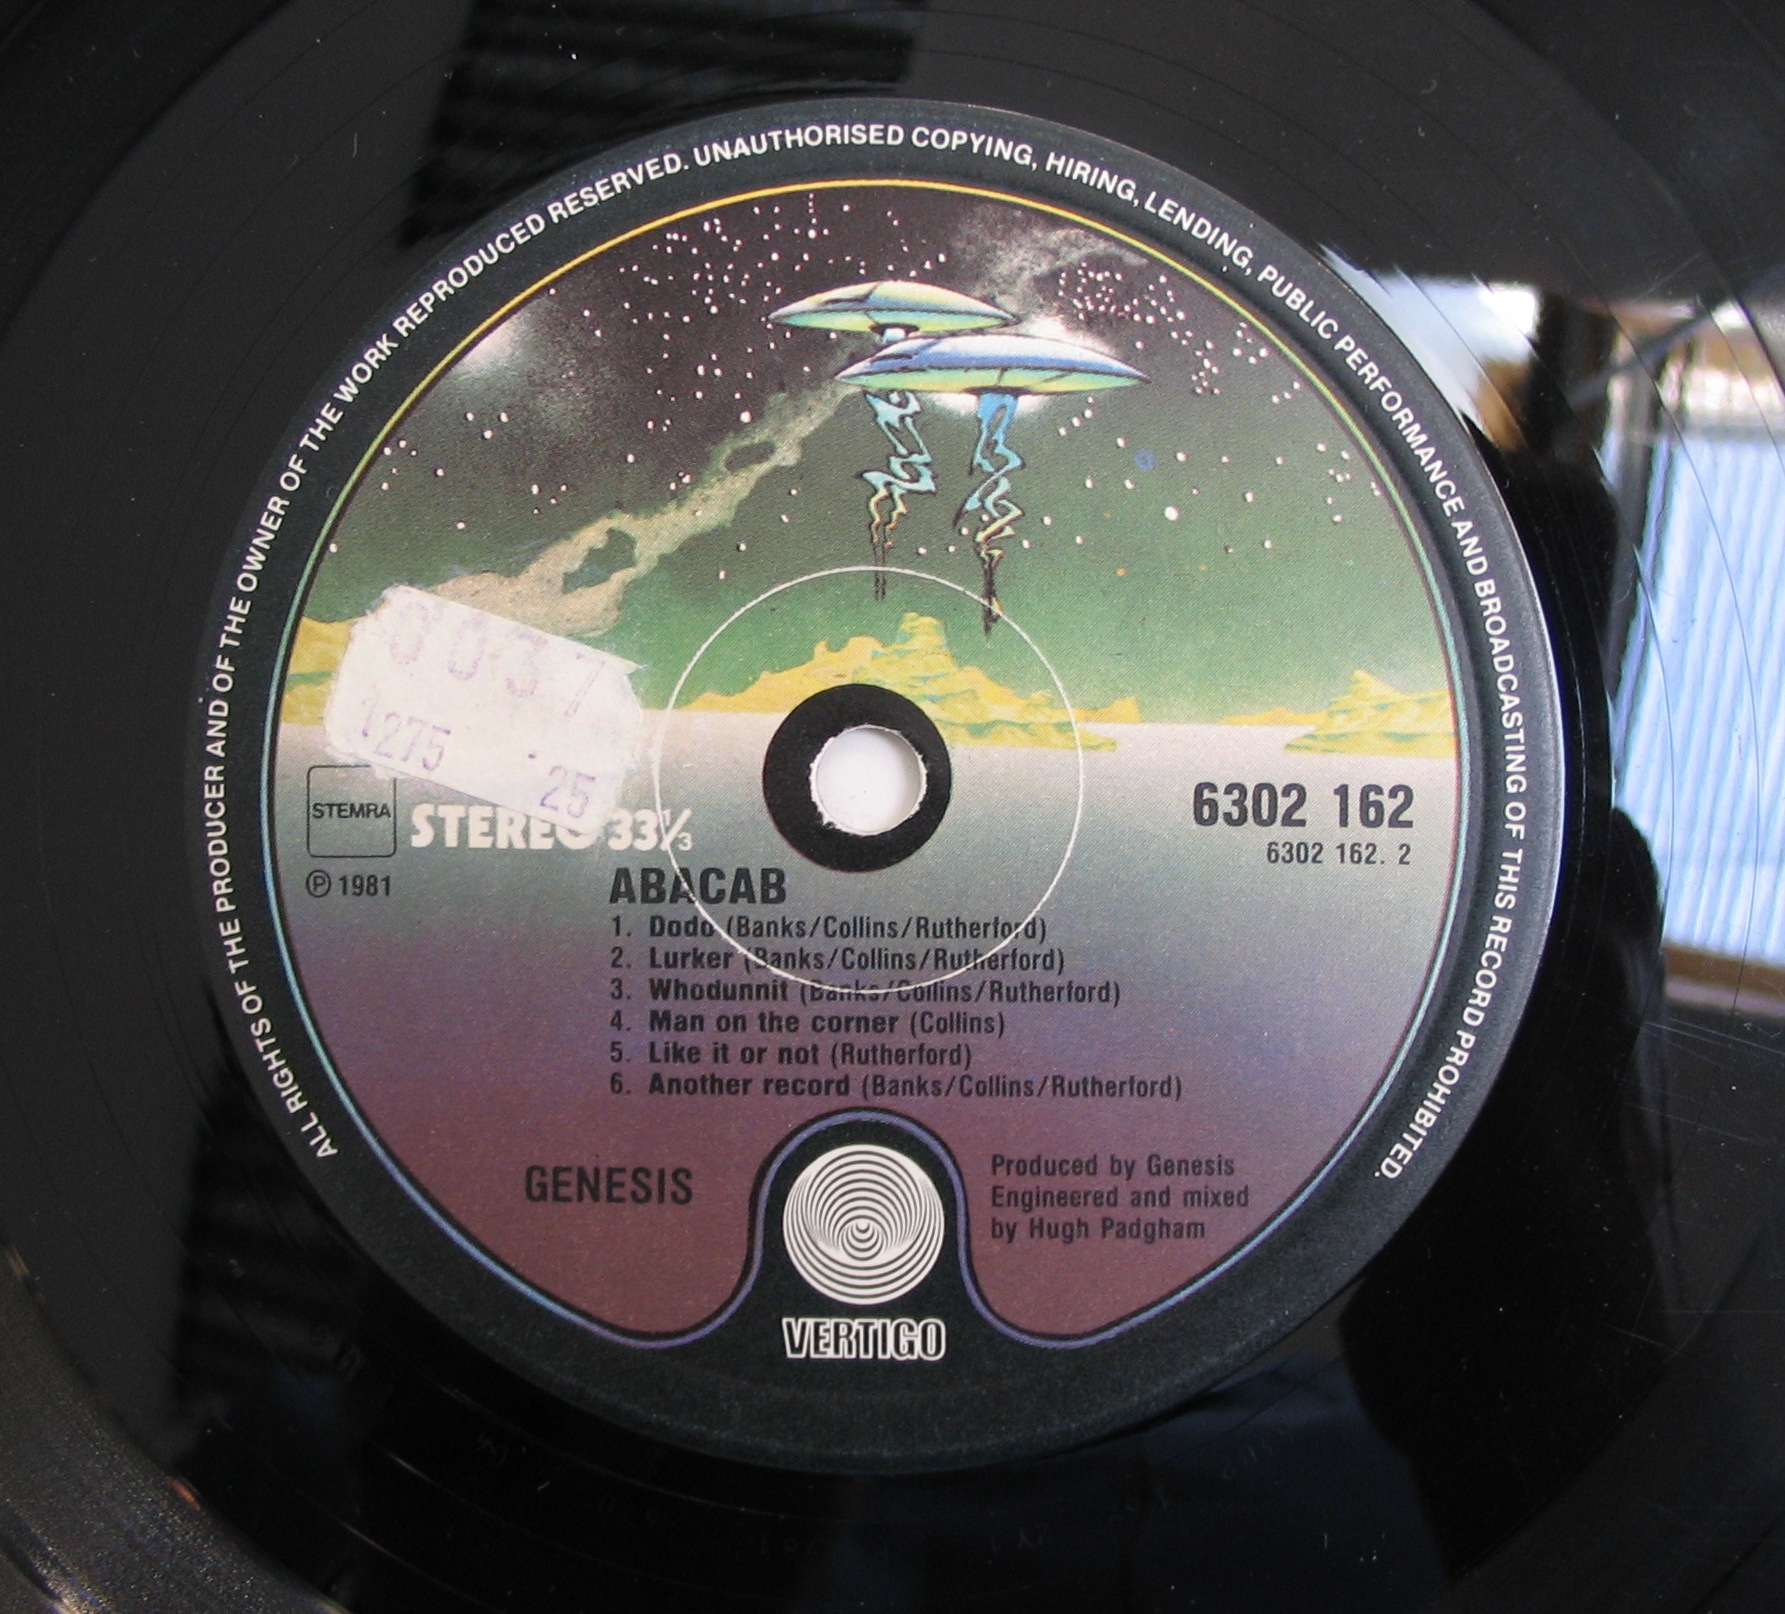 ALL RIGHTS OF THE PRODUCER AND OF THE OWNER OF THE WORK REPRODUCED RESERVED. UNAUTHORISED COPYING, HIRING, LENDING, PUBLIC PERFORMANCE AND BROADCASTING OF THIS RECORD PROHIBITED.
0037
1275 25
STEMRA
STEREO 33⅓
6302 162
6302 162. 2
Ⓟ 1981
ABACAB
1. Dodo (Banks/Collins/Rutherford)
2. Lurker (Banks/Collins/Rutherford)
3. Whodunnit (Banks/Collins/Rutherford)
4. Man on the corner (Collins)
5. Like it or not (Rutherford)
6. Another record (Banks/Collins/Rutherford)
GENESIS
Produced by Genesis
Engineered and mixed
by Hugh Padgham
VERTIGO